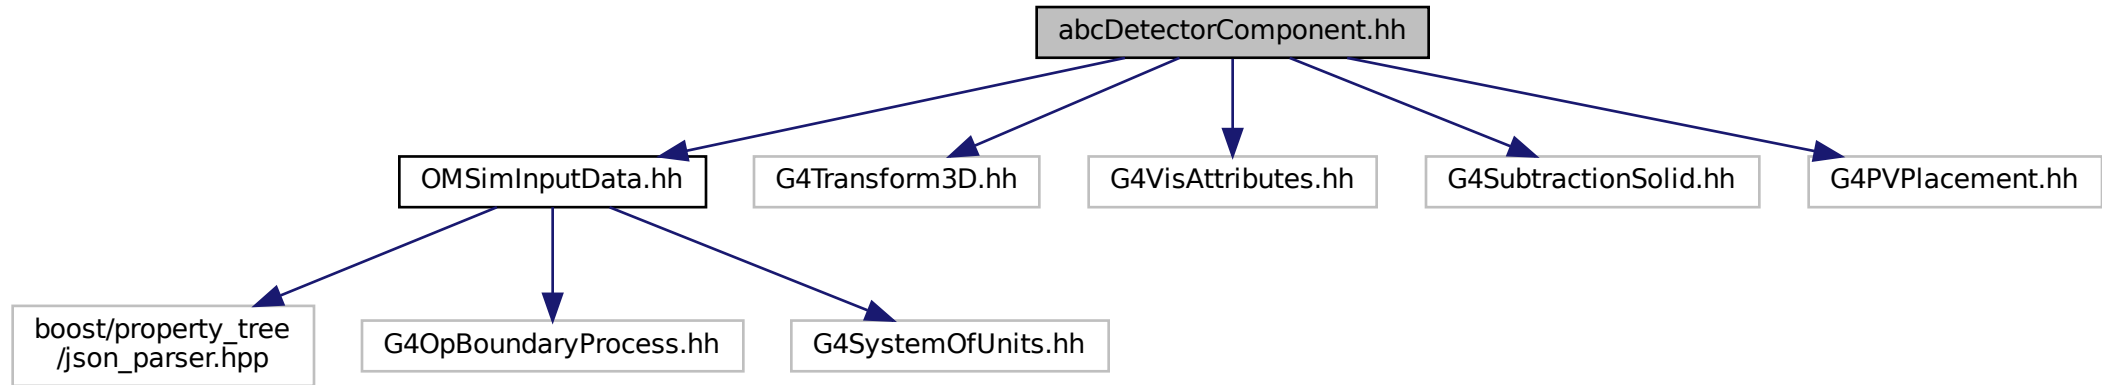 abcDetectorComponent.hh
OMSimInputData.hh
G4Transform3D.hh
G4VisAttributes.hh
G4SubtractionSolid.hh
G4PVPlacement.hh
boost/property_tree
/json_parser.hpp
G4OpBoundaryProcess.hh
G4SystemOfUnits.hh